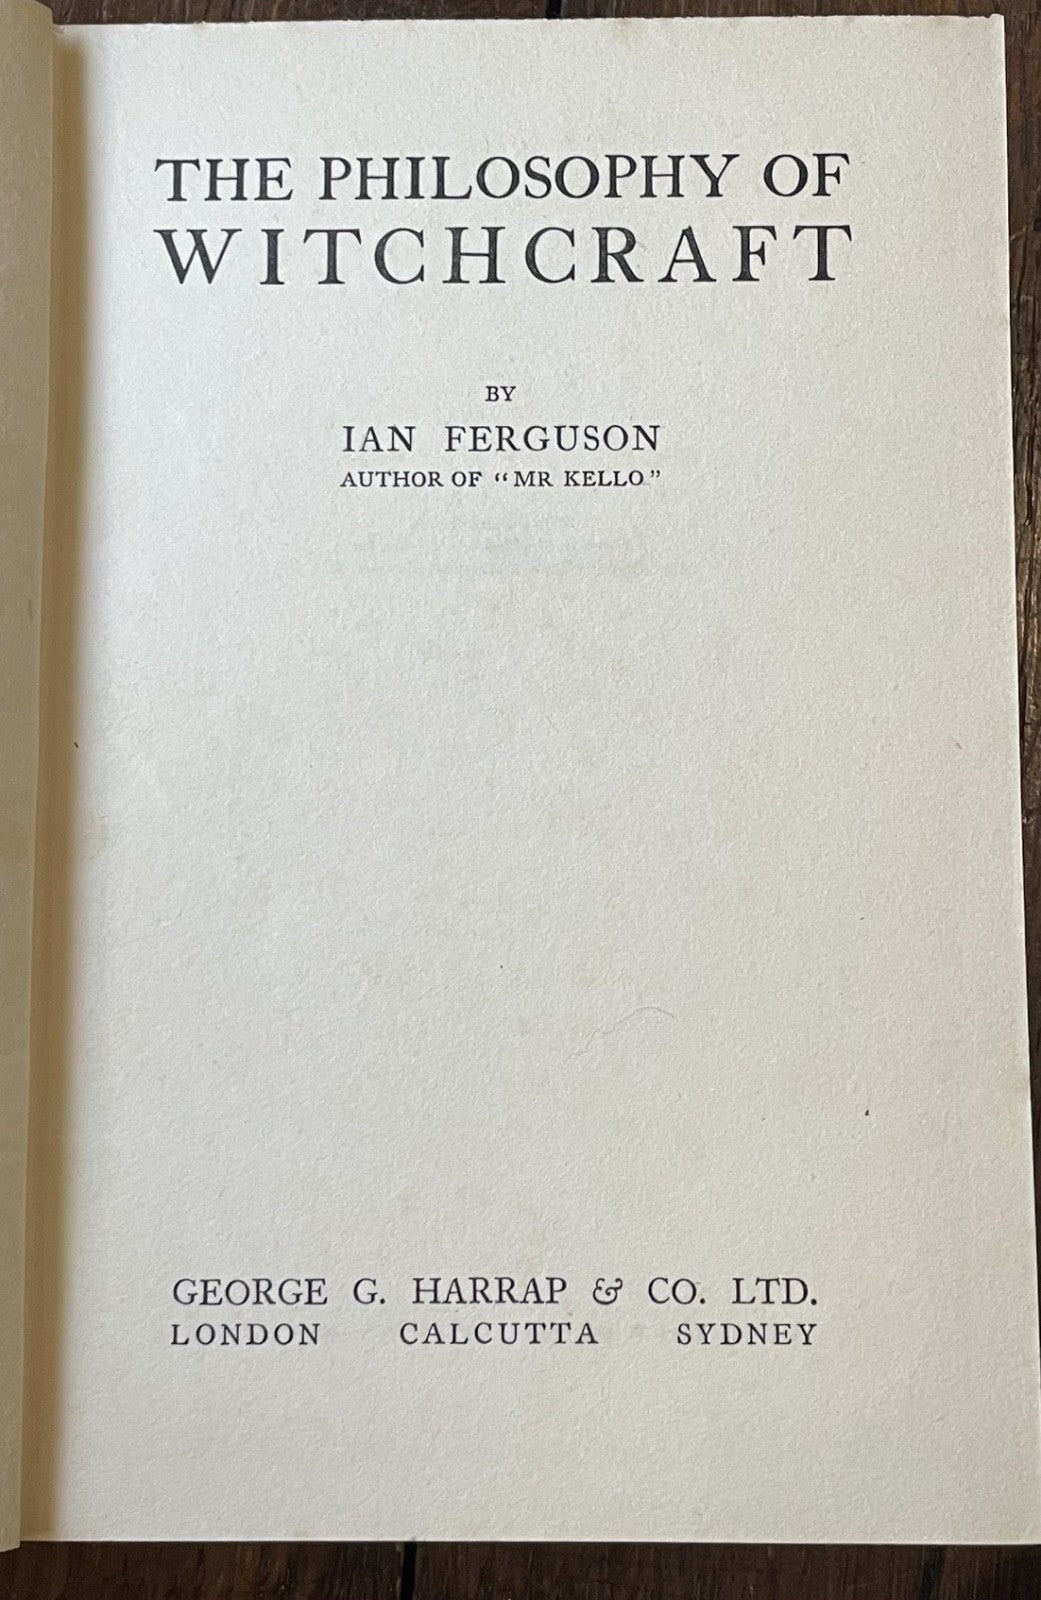 THE PHILOSOPHY OF
WITCHCRAFT
BY
IAN FERGUSON
AUTHOR OF “MR KELLO”
GEORGE G. HARRAP & CO. LTD.
LONDON CALCUTTA SYDNEY